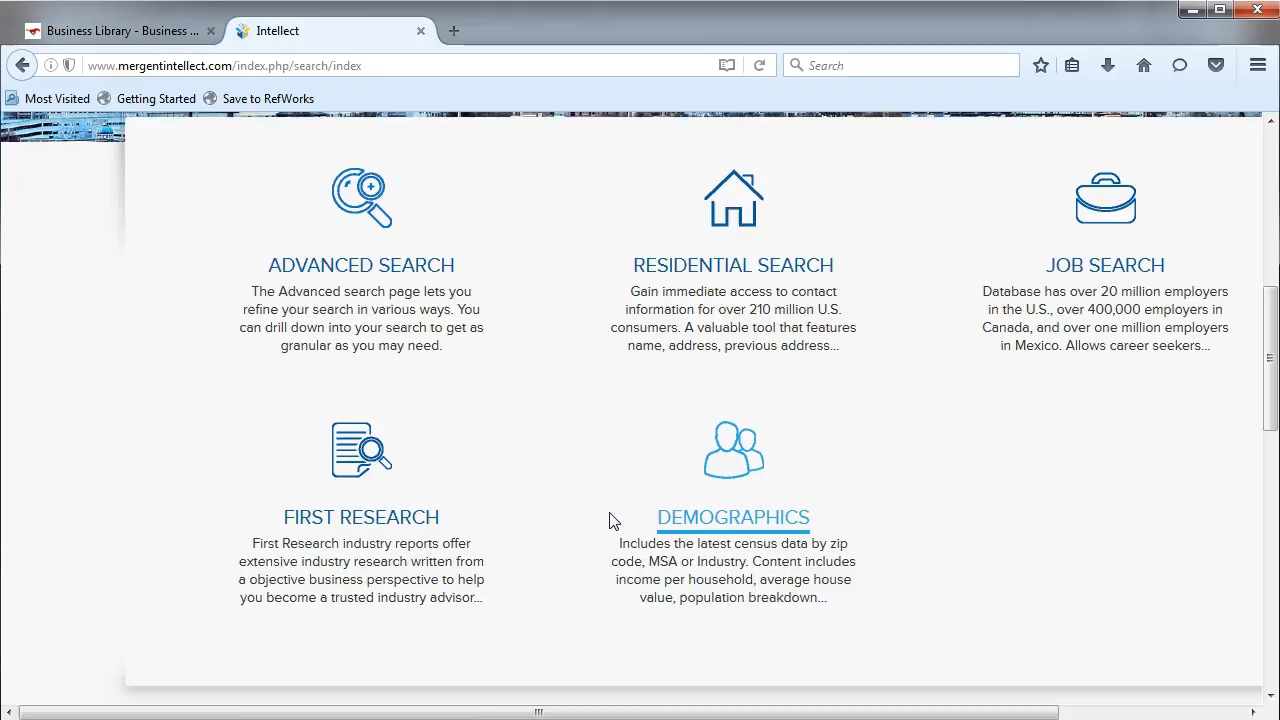 Business Library - Business ...
Intellect
www.mergentintellect.com/index.php/search/index
Search
Most Visited
Getting Started
Save to RefWorks
ADVANCED SEARCH
The Advanced search page lets you
refine your search in various ways. You
can drill down into your search to get as
granular as you may need.
RESIDENTIAL SEARCH
Gain immediate access to contact
information for over 210 million U.S.
consumers. A valuable tool that features
name, address, previous address...
JOB SEARCH
Database has over 20 million employers
in the U.S., over 400,000 employers in
Canada, and over one million employers
in Mexico. Allows career seekers...
FIRST RESEARCH
First Research industry reports offer
extensive industry research written from
a objective business perspective to help
you become a trusted industry advisor...
DEMOGRAPHICS
Includes the latest census data by zip
code, MSA or Industry. Content includes
income per household, average house
value, population breakdown...